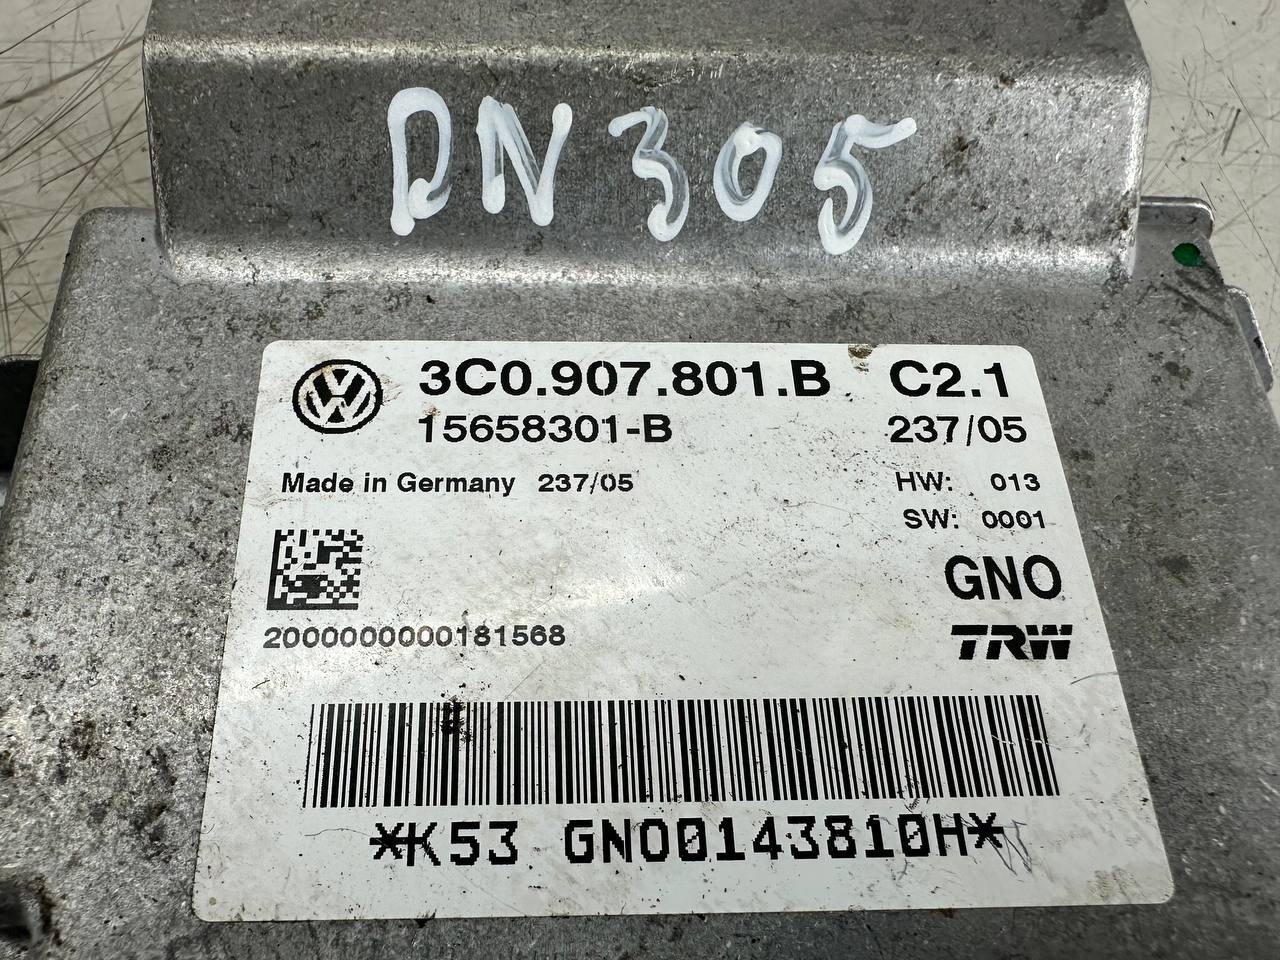 DN305
3C0.907.801.B C2.1
15658301-B 237/05
Made in Germany 237/05
HW: 013
SW: 0001
GNO
TRW
2000000000181568
*K53 GNO00143810H*